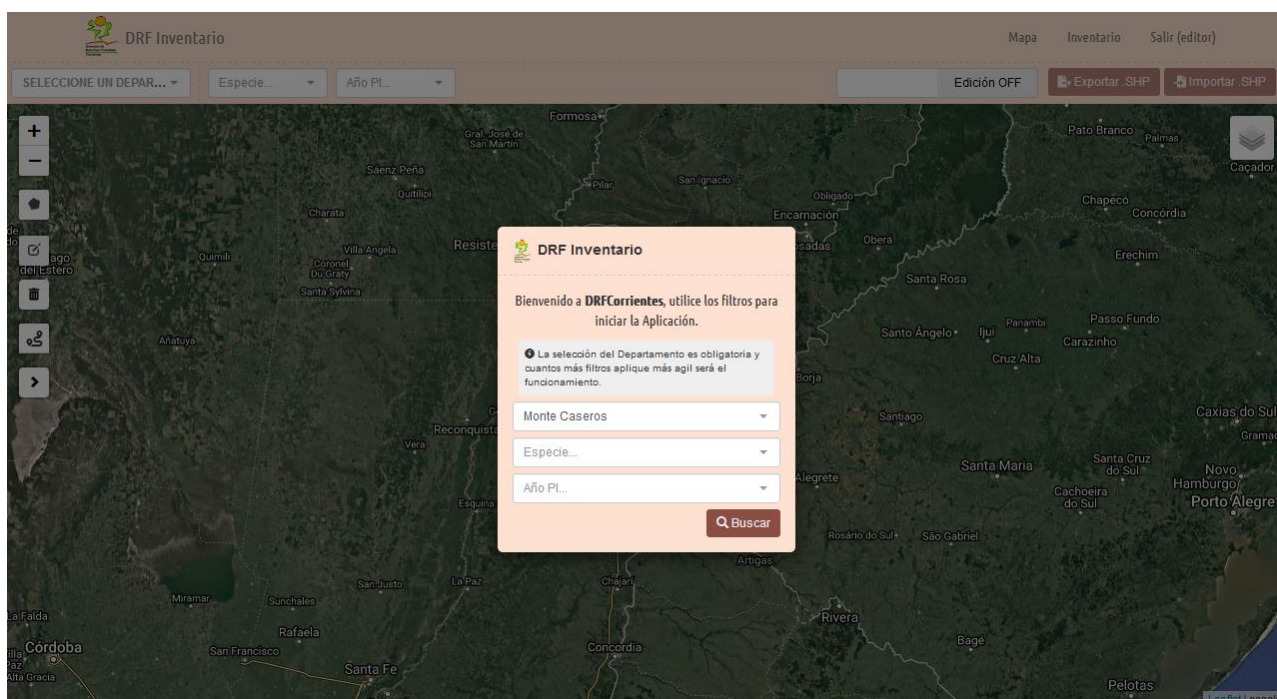 DRF Inventario
Mapa
Inventario
Salir (editor)
SELECCIONE UN DEPAR...
Especie...
Año Pl...
Edición OFF
Exportar .SHP
Importar .SHP
+
−
Formosa
Gral. José de
San Martín
Pato Branco
Palmas
Caçador
Sáenz Peña
Quitilipi
Pilar
San Ignacio
Obligado
Charata
Encarnación
Chapecó
Concórdia
Villa Angela
Resiste
sadas
Oberá
ago
del Estero
Quimili
Coronel
Du Graty
Erechim
Santa Sylvina
Santa Rosa
DRF Inventario
Bienvenido a DRFCorrientes, utilice los filtros para
iniciar la Aplicación.
La selección del Departamento es obligatoria y
cuantos más filtros aplique más agil será el
funcionamiento.
Monte Caseros
Especie...
Año Pl...
Buscar
Añatuya
Santo Ângelo
Ijuí
Panambi
Passo Fundo
Carazinho
Cruz Alta
Borja
Reconquista
Vera
Santiago
Caxias do Sul
Gramad
Alegrete
Santa Maria
Santa Cruz
do Sul
Novo
Hamburgo
Cachoeira
do Sul
Porto Alegre
Esquina
Rosário do Sul
São Gabriel
Artigas
San Justo
La Paz
Chajarí
Miramar
Sunchales
La Falda
Rivera
Rafaela
Córdoba
San Francisco
Concordia
Bagé
Alta Gracia
Santa Fe
Pelotas